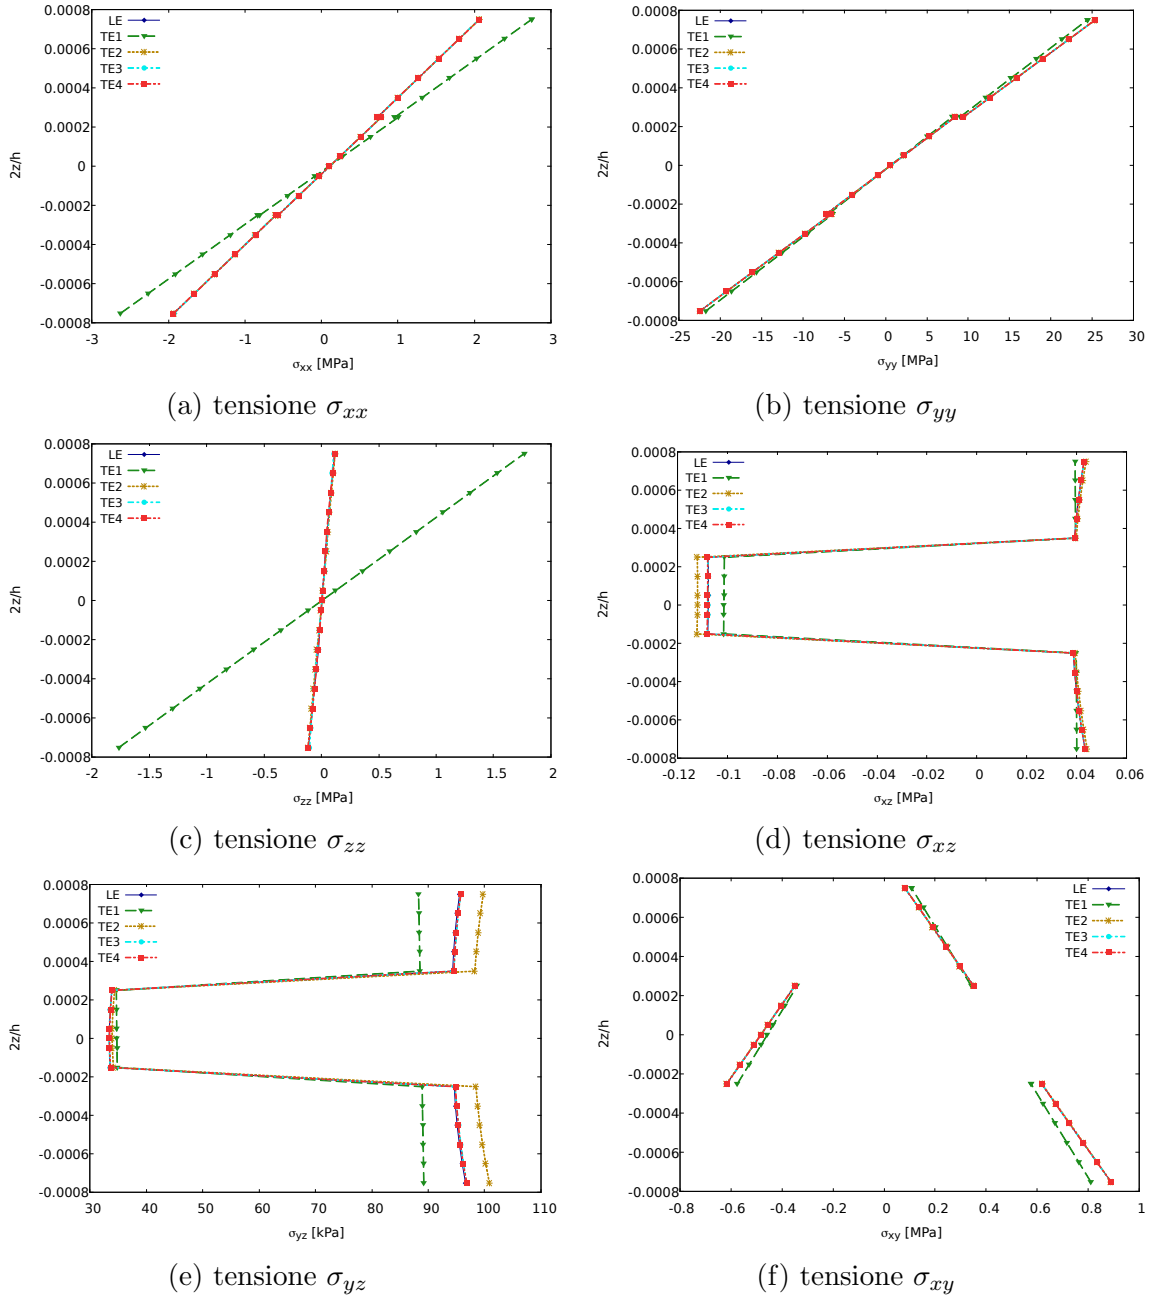 LE
TE1
TE2
TE3
TE4
0.0008
0.0006
0.0004
0.0002
0
-0.0002
-0.0004
-0.0006
-0.0008
2z/h
-3 -2 -1 0 1 2 3
σxx [MPa]
(a) tensione σxx
LE
TE1
TE2
TE3
TE4
0.0008
0.0006
0.0004
0.0002
0
-0.0002
-0.0004
-0.0006
-0.0008
2z/h
-25 -20 -15 -10 -5 0 5 10 15 20 25 30
σyy [MPa]
(b) tensione σyy
LE
TE1
TE2
TE3
TE4
0.0008
0.0006
0.0004
0.0002
0
-0.0002
-0.0004
-0.0006
-0.0008
2z/h
-2 -1.5 -1 -0.5 0 0.5 1 1.5 2
σzz [MPa]
(c) tensione σzz
LE
TE1
TE2
TE3
TE4
0.0008
0.0006
0.0004
0.0002
0
-0.0002
-0.0004
-0.0006
-0.0008
2z/h
-0.12 -0.1 -0.08 -0.06 -0.04 -0.02 0 0.02 0.04 0.06
σxz [MPa]
(d) tensione σxz
LE
TE1
TE2
TE3
TE4
0.0008
0.0006
0.0004
0.0002
0
-0.0002
-0.0004
-0.0006
-0.0008
2z/h
30 40 50 60 70 80 90 100 110
σyz [kPa]
(e) tensione σyz
LE
TE1
TE2
TE3
TE4
0.0008
0.0006
0.0004
0.0002
0
-0.0002
-0.0004
-0.0006
-0.0008
2z/h
-0.8 -0.6 -0.4 -0.2 0 0.2 0.4 0.6 0.8 1
σxy [MPa]
(f) tensione σxy